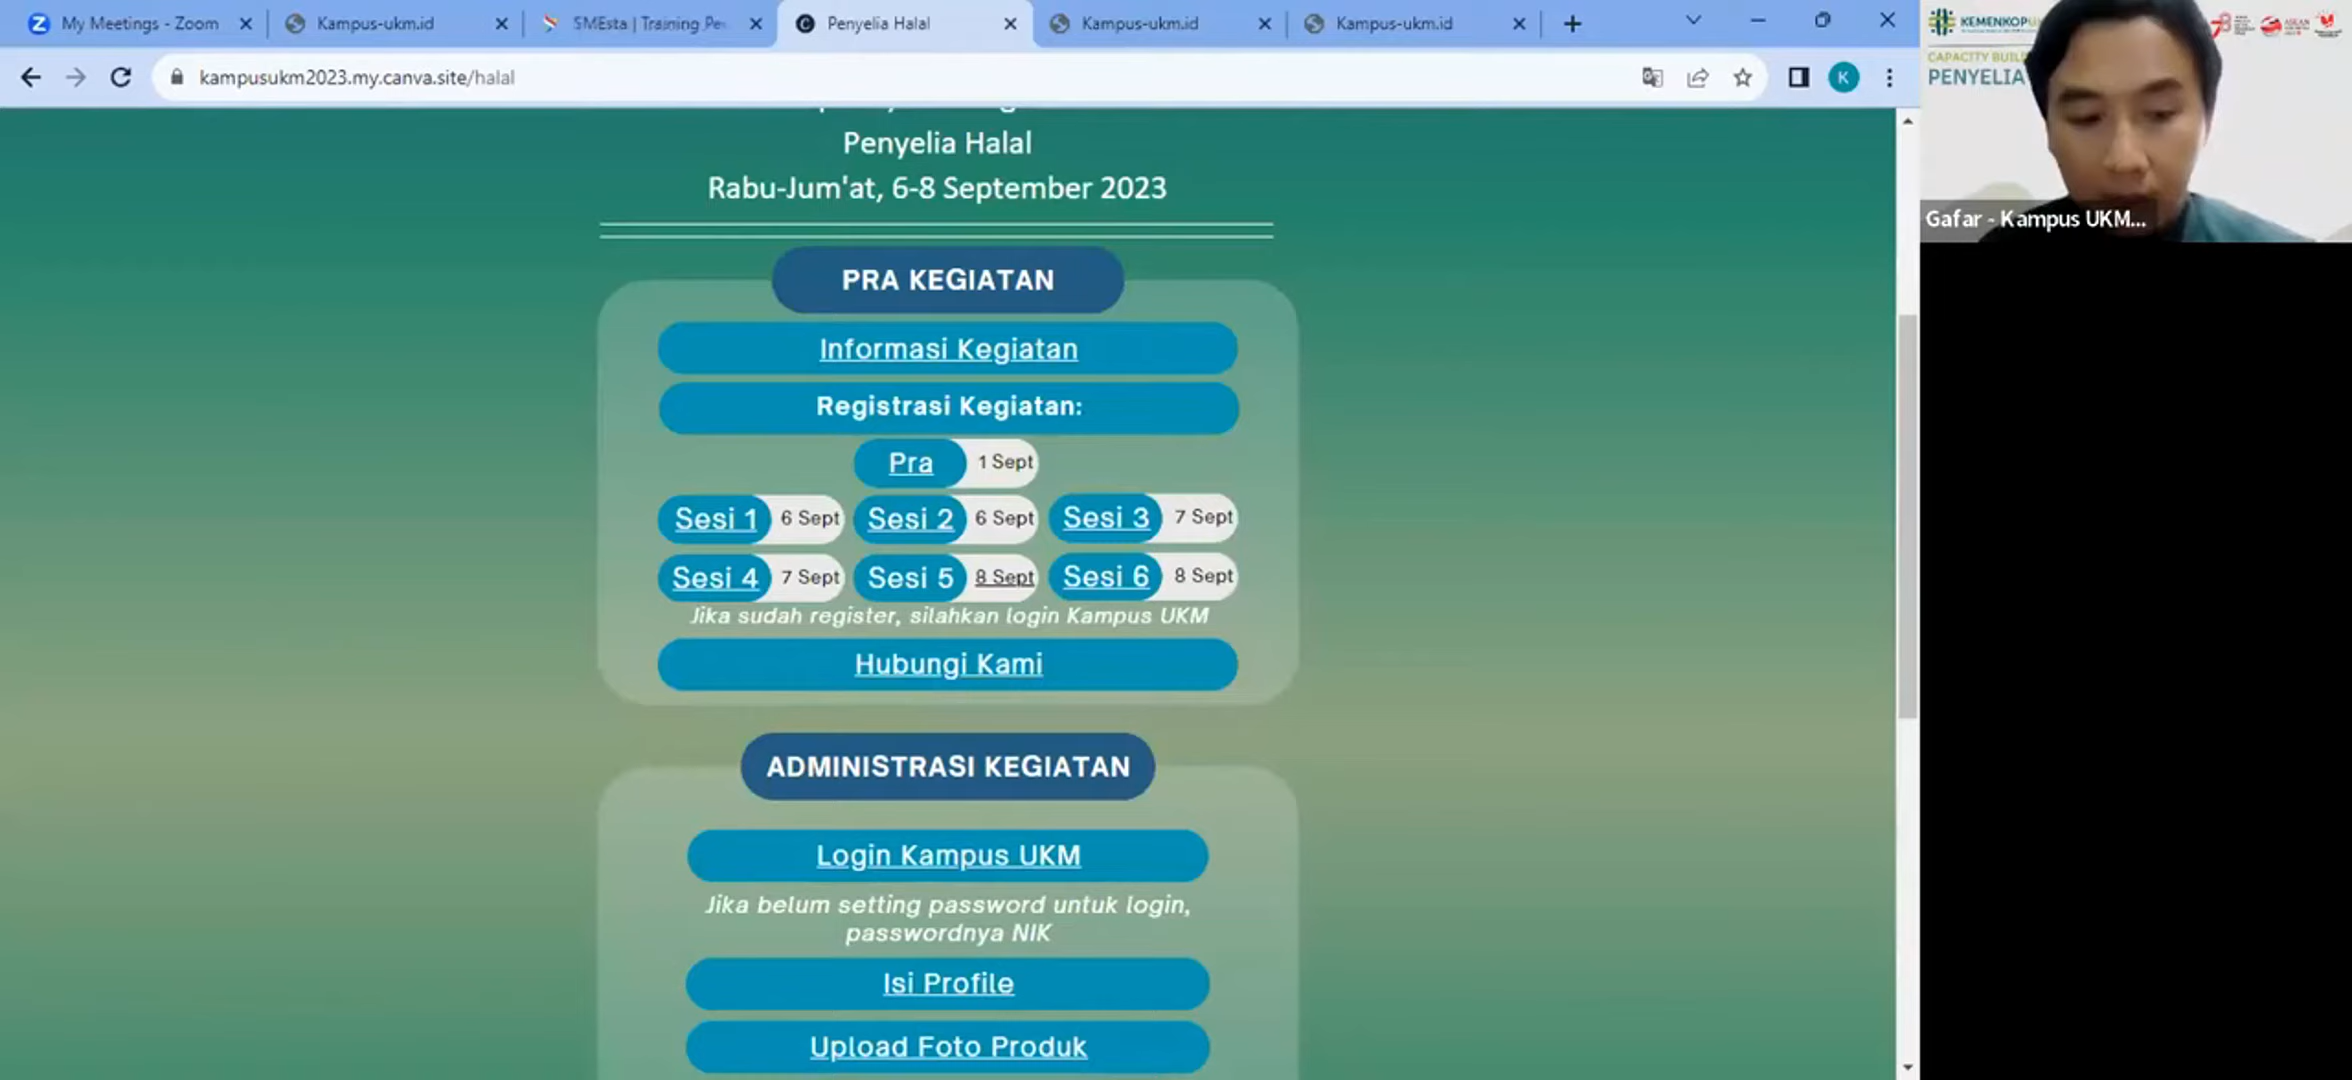 My Meetings - Zoom
Kampus-ukm.id
SMEsta | Training Pe
Penyelia Halal
Kampus-ukm.id
Kampus-ukm.id
kampusukm2023.my.canva.site/halal
K
KEMENKOP
CAPACITY BUIL
PENYELIA
Gafar - Kampus UKM...
Penyelia Halal
Rabu-Jum'at, 6-8 September 2023
PRA KEGIATAN
Informasi Kegiatan
Registrasi Kegiatan:
Pra 1 Sept
Sesi 1 6 Sept Sesi 2 6 Sept Sesi 3 7 Sept
Sesi 4 7 Sept Sesi 5 8 Sept Sesi 6 8 Sept
Jika sudah register, silahkan login Kampus UKM
Hubungi Kami
ADMINISTRASI KEGIATAN
Login Kampus UKM
Jika belum setting password untuk login,
passwordnya NIK
Isi Profile
Upload Foto Produk